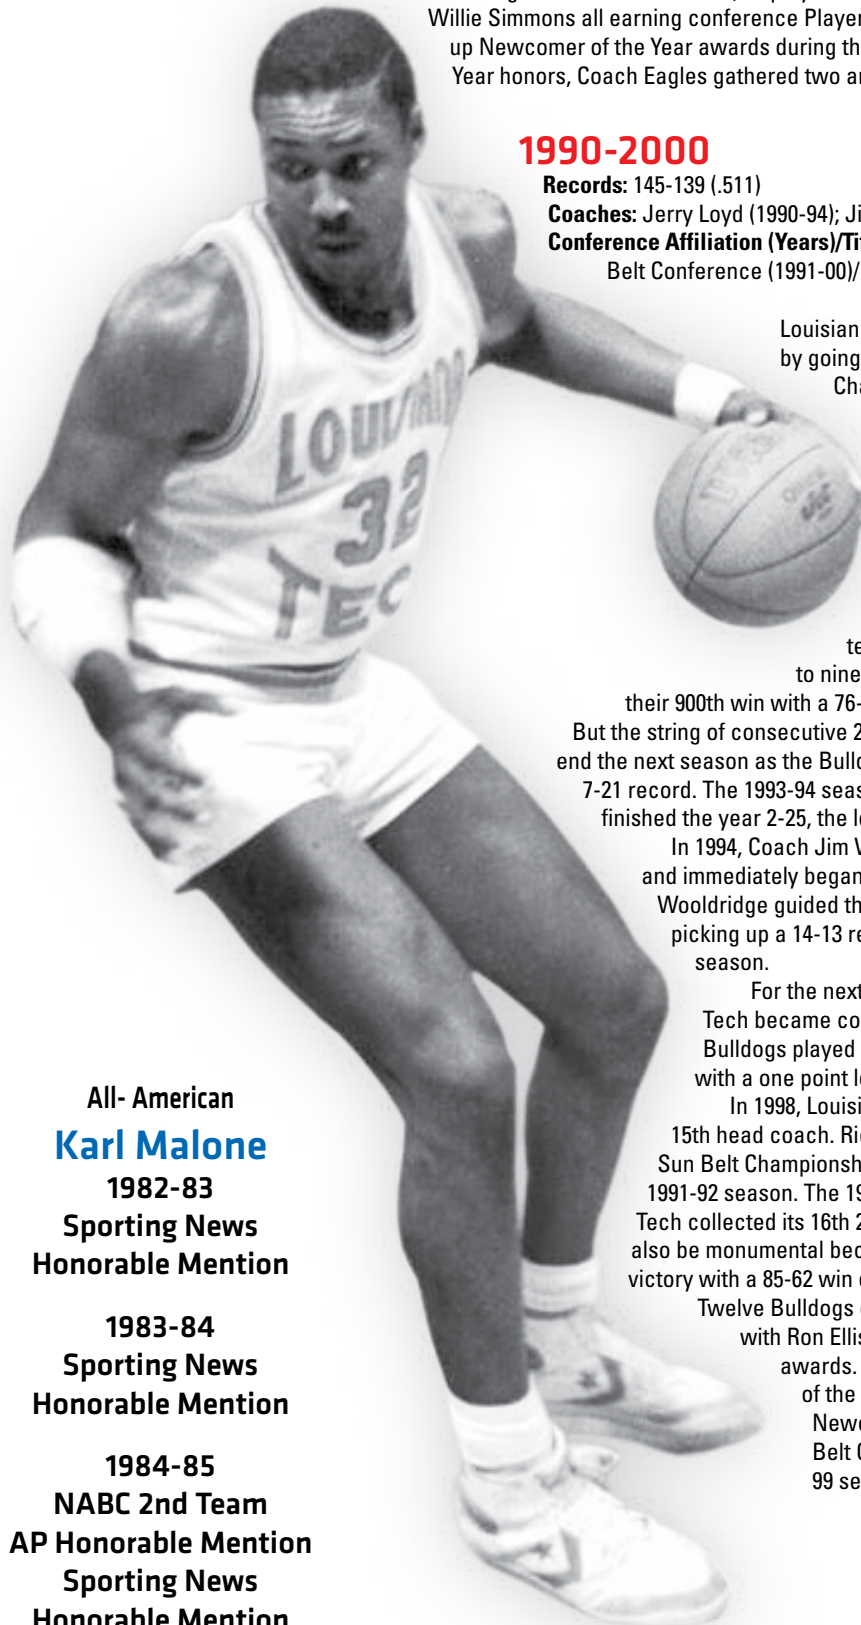 Willie Simmons all earning conference Player
up Newcomer of the Year awards during th
Year honors, Coach Eagles gathered two a
1990-2000
Records: 145-139 (.511)
Coaches: Jerry Loyd (1990-94); Ji
Conference Affiliation (Years)/Ti
Belt Conference (1991-00)/
Louisian
by going
Cha
te
to nine
their 900th win with a 76-
But the string of consecutive 2
end the next season as the Bulld
7-21 record. The 1993-94 seas
finished the year 2-25, the l
In 1994, Coach Jim W
and immediately began
Wooldridge guided th
picking up a 14-13 re
season.
For the next
Tech became co
Bulldogs played
with a one point l
In 1998, Louisi
15th head coach. Ri
Sun Belt Championsh
1991-92 season. The 19
Tech collected its 16th 2
also be monumental bec
victory with a 85-62 win
Twelve Bulldogs
with Ron Ellis
awards.
of the
Newc
Belt C
99 se
LOUISIANA
32
TEC
All- American
Karl Malone
1982-83
Sporting News
Honorable Mention
1983-84
Sporting News
Honorable Mention
1984-85
NABC 2nd Team
AP Honorable Mention
Sporting News
Honorable Mention